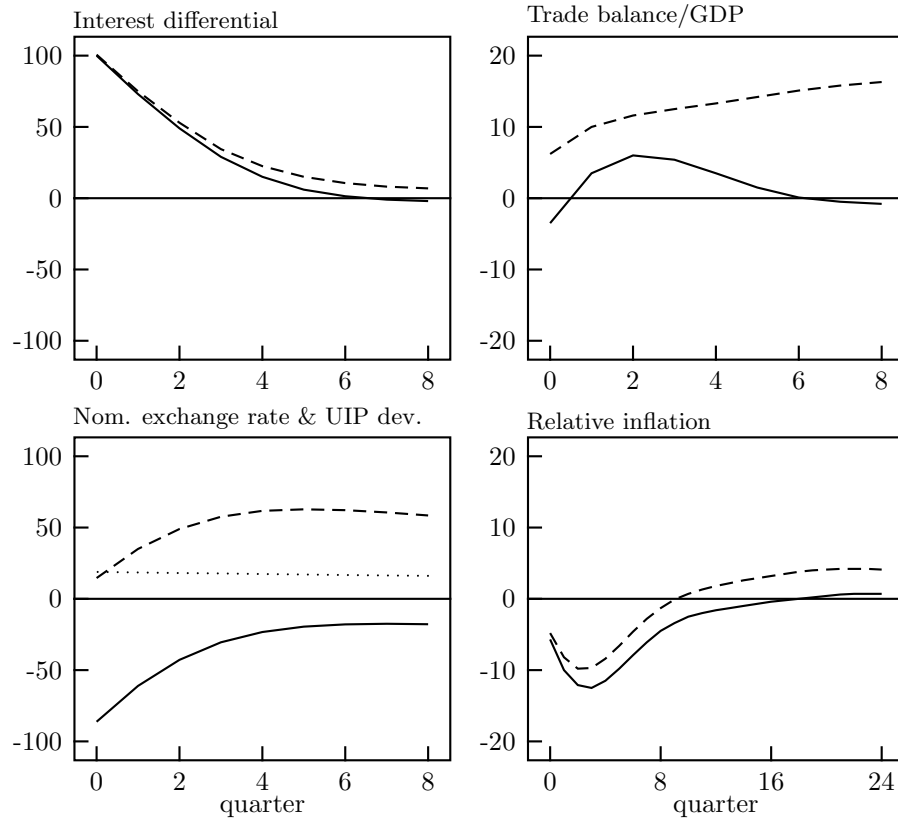 Interest differential
100
50
0
-50
-100
0 2 4 6 8
Trade balance/GDP
20
10
0
-10
-20
0 2 4 6 8
Nom. exchange rate & UIP dev.
100
50
0
-50
-100
0 2 4 6 8
quarter
Relative inflation
20
10
0
-10
-20
0 8 16 24
quarter